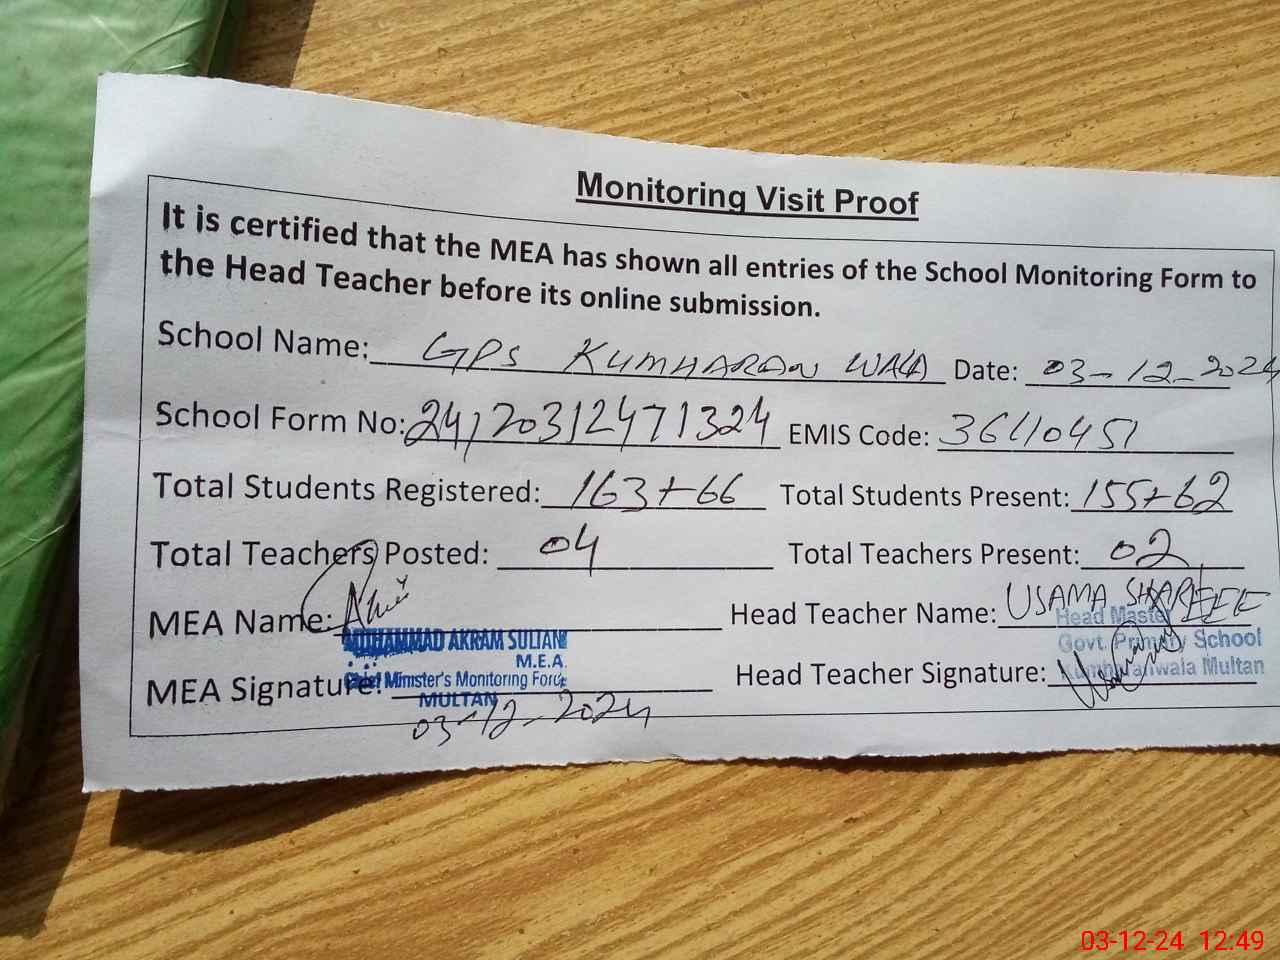 Monitoring Visit Proof
It is certified that the MEA has shown all entries of the School Monitoring Form to
the Head Teacher before its online submission.
School Name: GPS KUMHARAN WALA Date: 03-12-2024
School Form No: 24120312471324 EMIS Code: 36110451
Total Students Registered: 163+66 Total Students Present: 155+62
Total Teachers Posted: 04 Total Teachers Present: 02
MEA Name: Head Teacher Name: USAMA SHAREEF
MUHAMMAD AKRAM SULTAN
M.E.A.
Chief Minister's Monitoring Force
MULTAN
Head Master
Govt. Primary School
Kumharanwala Multan
MEA Signature: Head Teacher Signature:
03-12-2024
03-12-24 12:49